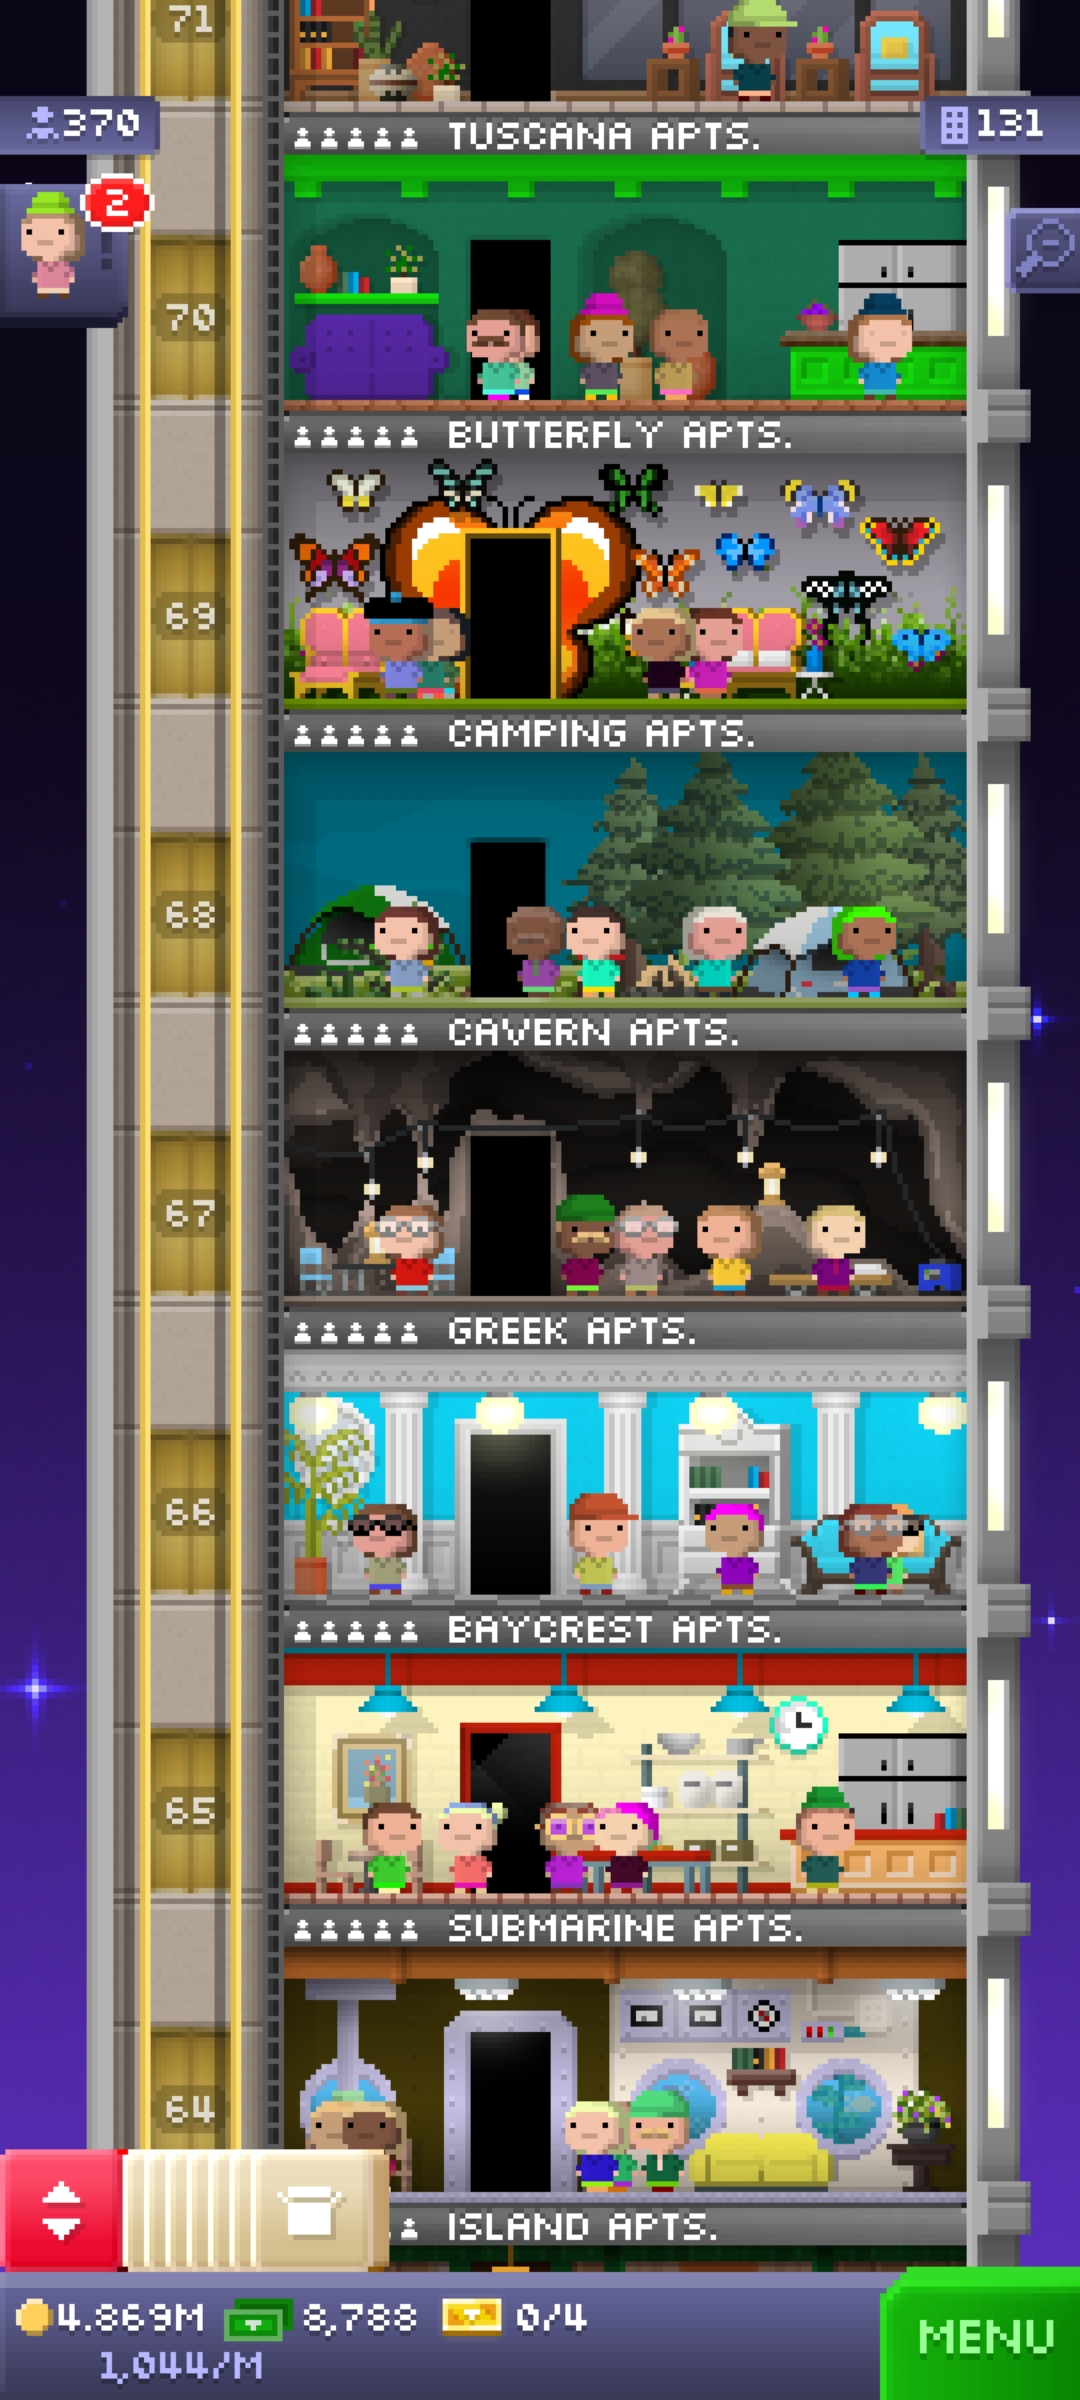 71
370
TUSCANA APTS.
131
2
70
BUTTERFLY APTS.
69
CAMPING APTS.
68
CAVERN APTS.
67
GREEK APTS.
66
BAYCREST APTS.
65
SUBMARINE APTS.
64
ISLAND APTS.
4.869M 8,788 0/4
MENU
1,044/M